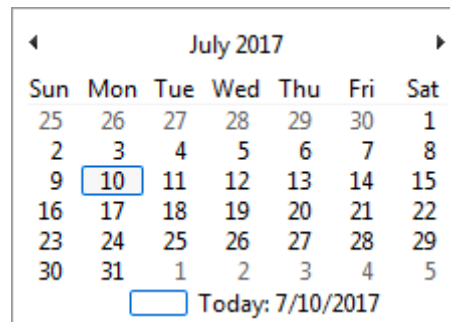 July 2017
Sun Mon Tue Wed Thu Fri Sat
25 26 27 28 29 30 1
2 3 4 5 6 7 8
9 10 11 12 13 14 15
16 17 18 19 20 21 22
23 24 25 26 27 28 29
30 31 1 2 3 4 5
Today: 7/10/2017